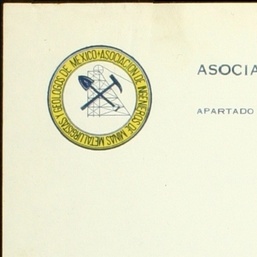 ASOCIACION DE INGENIEROS DE MINAS METALURGISTAS Y GEOLOGOS DE MEXICO
ASOCIA
APARTADO